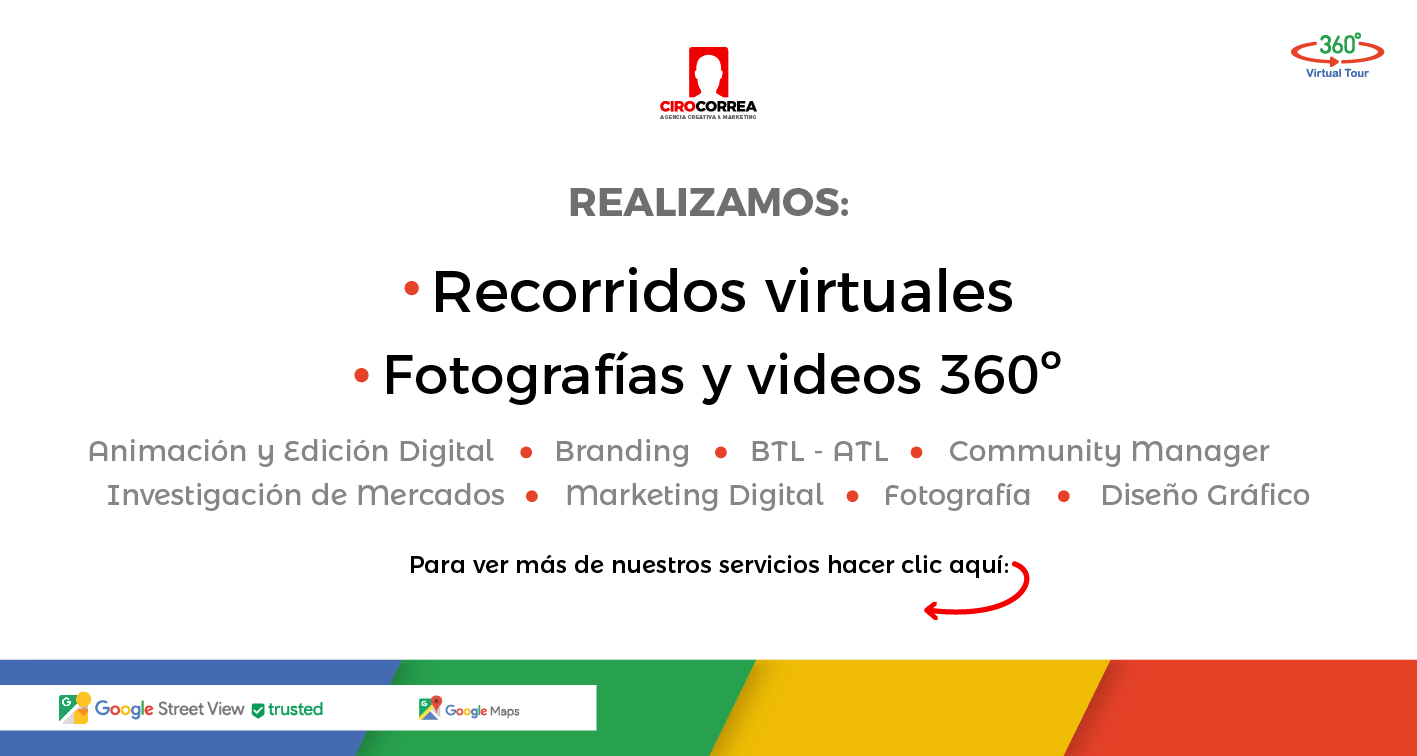 360°
Virtual Tour
CIROCORREA
AGENCIA CREATIVA & MARKETING
REALIZAMOS:
• Recorridos virtuales
• Fotografías y videos 360º
Animación y Edición Digital • Branding • BTL - ATL • Community Manager
Investigación de Mercados • Marketing Digital • Fotografía • Diseño Gráfico
Para ver más de nuestros servicios hacer clic aquí:
G Google Street View trusted G Google Maps